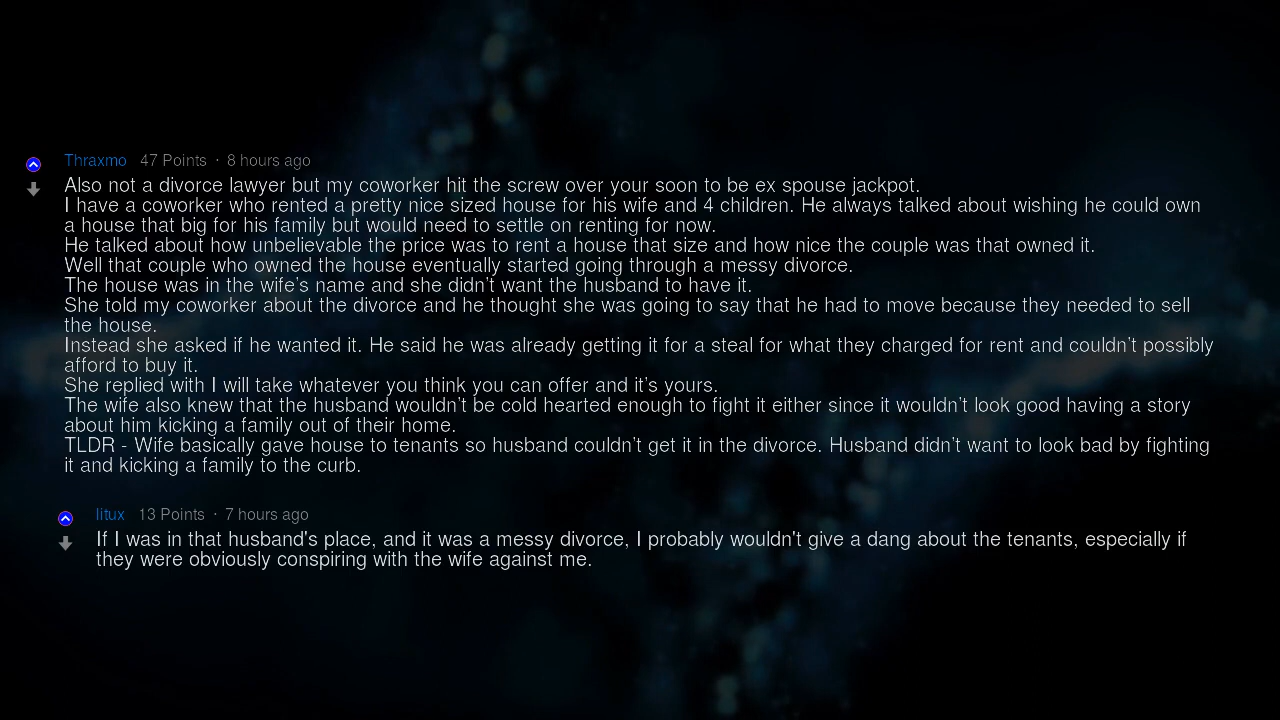 Thraxmo 47 Points · 8 hours ago
Also not a divorce lawyer but my coworker hit the screw over your soon to be ex spouse jackpot.
I have a coworker who rented a pretty nice sized house for his wife and 4 children. He always talked about wishing he could own
a house that big for his family but would need to settle on renting for now.
He talked about how unbelievable the price was to rent a house that size and how nice the couple was that owned it.
Well that couple who owned the house eventually started going through a messy divorce.
The house was in the wife's name and she didn't want the husband to have it.
She told my coworker about the divorce and he thought she was going to say that he had to move because they needed to sell
the house.
Instead she asked if he wanted it. He said he was already getting it for a steal for what they charged for rent and couldn't possibly
afford to buy it.
She replied with I will take whatever you think you can offer and it's yours.
The wife also knew that the husband wouldn't be cold hearted enough to fight it either since it wouldn't look good having a story
about him kicking a family out of their home.
TLDR - Wife basically gave house to tenants so husband couldn't get it in the divorce. Husband didn't want to look bad by fighting
it and kicking a family to the curb.
litux 13 Points · 7 hours ago
If I was in that husband's place, and it was a messy divorce, I probably wouldn't give a dang about the tenants, especially if
they were obviously conspiring with the wife against me.